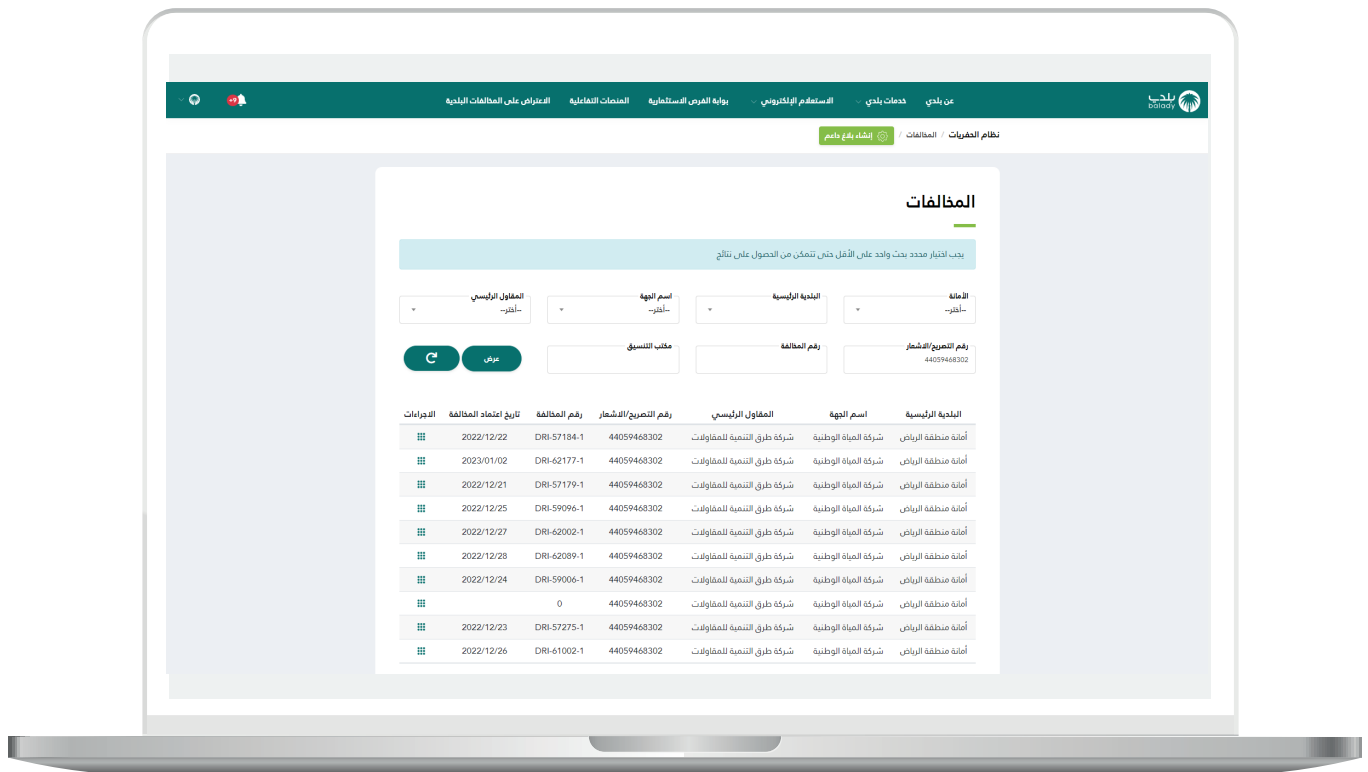 بلدي
balady
عن بلدي خدمات بلدي الاستعلام الإلكتروني بوابة الفرص الاستثمارية المنصات التفاعلية الاعتراض على المخالفات البلدية
+9
نظام الحفريات / المخالفات / إنشاء بلاغ داعم
المخالفات
يجب اختيار محدد بحث واحد على الأقل حتى تتمكن من الحصول على نتائج
الأمانة البلدية الرئيسية اسم الجهة المقاول الرئيسي
--أختر-- --أختر-- --أختر--
رقم التصريح/الاشعار رقم المخالفة مكتب التنسيق
44059468302
عرض
البلدية الرئيسية اسم الجهة المقاول الرئيسي رقم التصريح/الاشعار رقم المخالفة تاريخ اعتماد المخالفة الاجراءات
أمانة منطقة الرياض شركة المياة الوطنية شركة طرق التنمية للمقاولات 44059468302 DRI-57184-1 2022/12/22
أمانة منطقة الرياض شركة المياة الوطنية شركة طرق التنمية للمقاولات 44059468302 DRI-62177-1 2023/01/02
أمانة منطقة الرياض شركة المياة الوطنية شركة طرق التنمية للمقاولات 44059468302 DRI-57179-1 2022/12/21
أمانة منطقة الرياض شركة المياة الوطنية شركة طرق التنمية للمقاولات 44059468302 DRI-59096-1 2022/12/25
أمانة منطقة الرياض شركة المياة الوطنية شركة طرق التنمية للمقاولات 44059468302 DRI-62002-1 2022/12/27
أمانة منطقة الرياض شركة المياة الوطنية شركة طرق التنمية للمقاولات 44059468302 DRI-62089-1 2022/12/28
أمانة منطقة الرياض شركة المياة الوطنية شركة طرق التنمية للمقاولات 44059468302 DRI-59006-1 2022/12/24
أمانة منطقة الرياض شركة المياة الوطنية شركة طرق التنمية للمقاولات 44059468302 0
أمانة منطقة الرياض شركة المياة الوطنية شركة طرق التنمية للمقاولات 44059468302 DRI-57275-1 2022/12/23
أمانة منطقة الرياض شركة المياة الوطنية شركة طرق التنمية للمقاولات 44059468302 DRI-61002-1 2022/12/26